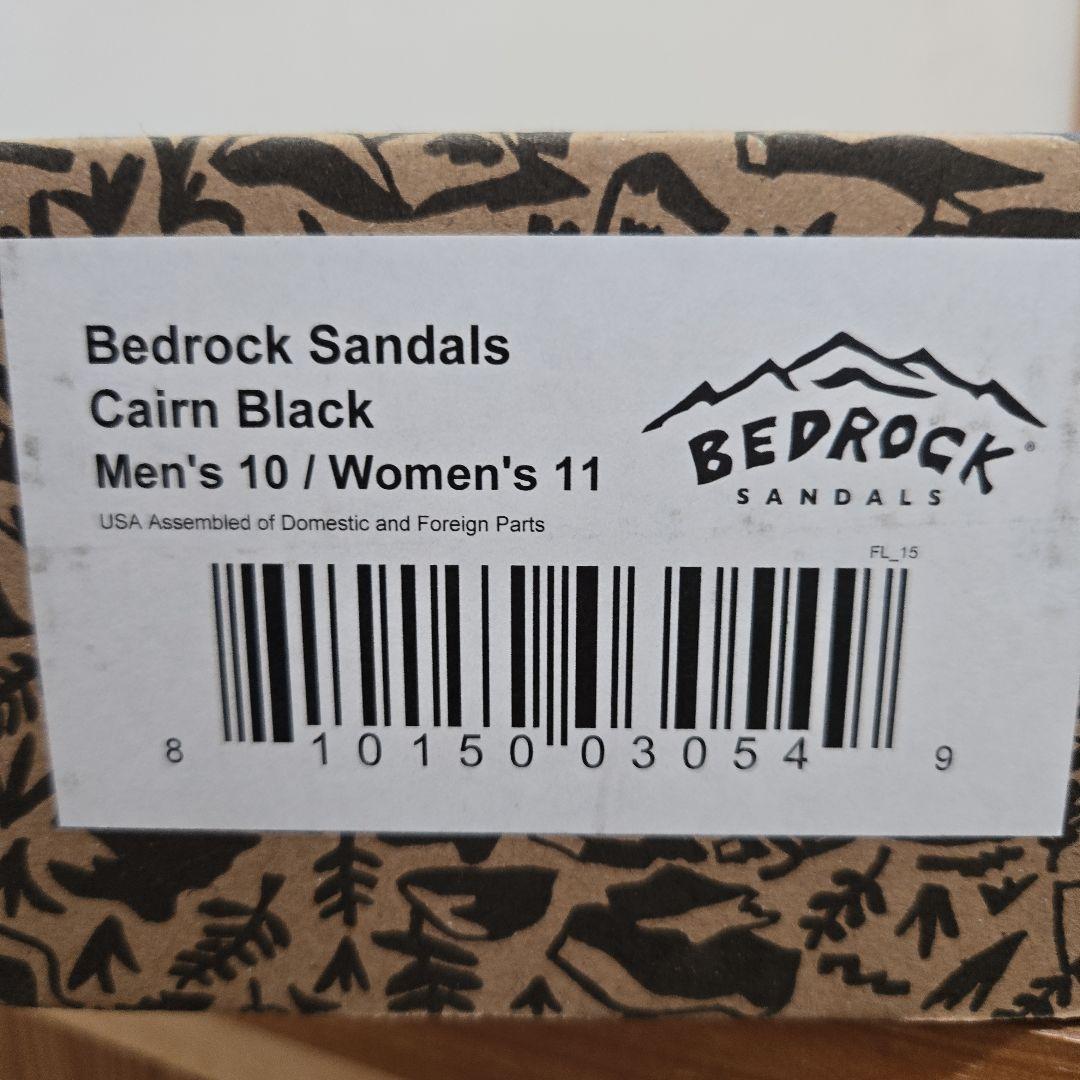 Bedrock Sandals
Cairn Black
Men's 10 / Women's 11
USA Assembled of Domestic and Foreign Parts
BEDROCK®
SANDALS
FL_15
8 10150 03054 9